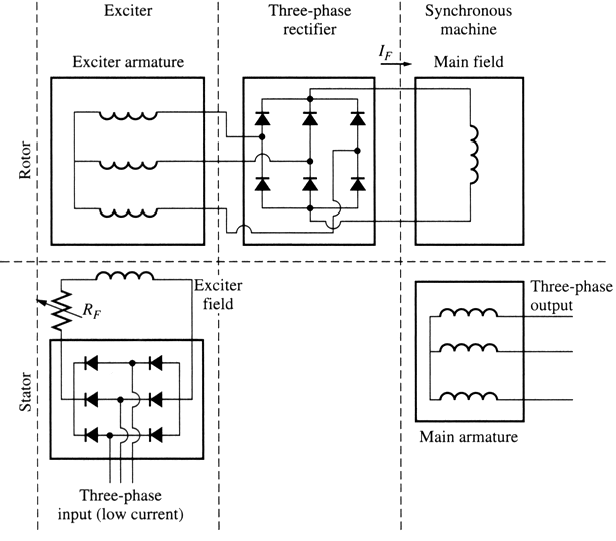 Exciter
Three-phase
rectifier
Synchronous
machine
Exciter armature
I_F
Main field
Rotor
Exciter
field
R_F
Three-phase
output
Stator
Main armature
Three-phase
input (low current)